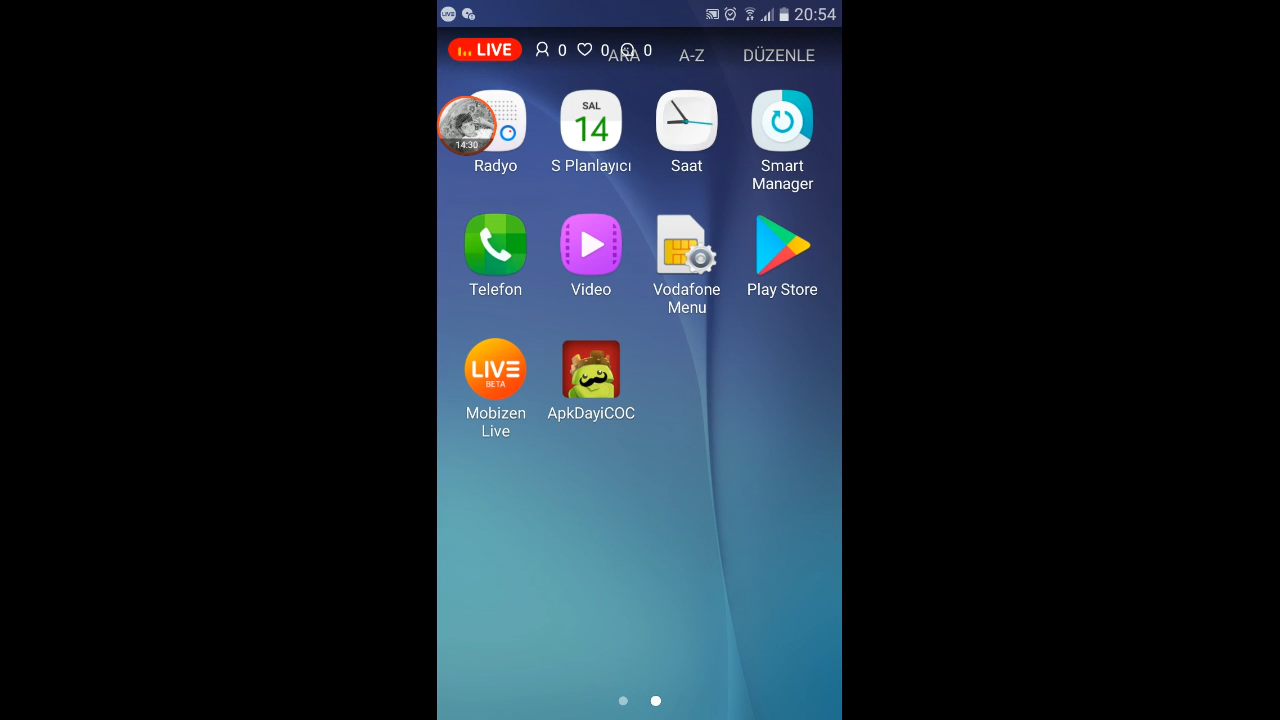 LIVE
20:54
LIVE 0 0 0
ARA A-Z DÜZENLE
SAL
14
14:30
Radyo S Planlayıcı Saat Smart
Manager
Telefon Video Vodafone
Menu Play Store
LIVE
BETA
Mobizen
Live ApkDayiCOC